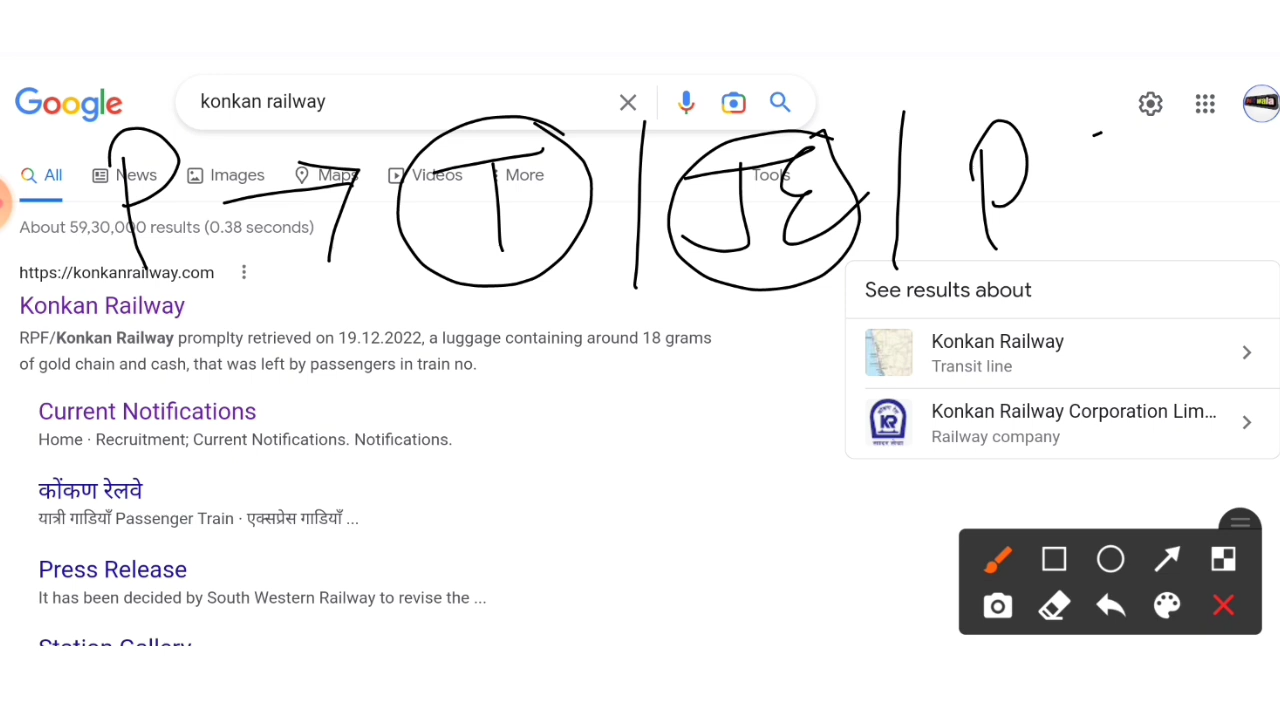 Google
konkan railway
P → T | JE | P
All News Images Maps Videos More Tools
About 59,30,000 results (0.38 seconds)
https://konkanrailway.com
Konkan Railway
RPF/Konkan Railway promplty retrieved on 19.12.2022, a luggage containing around 18 grams
of gold chain and cash, that was left by passengers in train no.
Current Notifications
Home · Recruitment; Current Notifications. Notifications.
कोंकण रेलवे
यात्री गाडियाँ Passenger Train · एक्सप्रेस गाडियाँ ...
Press Release
It has been decided by South Western Railway to revise the ...
Station Gallery
See results about
Konkan Railway
Transit line
Konkan Railway Corporation Lim...
Railway company
KR